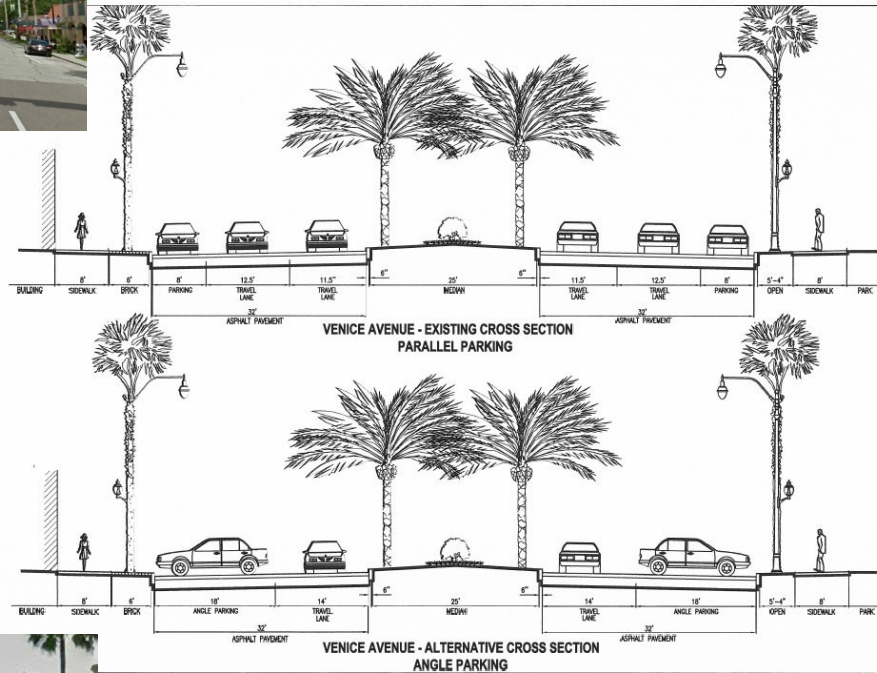 8' 6' 8' 12.5' 11.5' 6" 25' 6" 11.5' 12.5' 8' 5'-4" 8'
BUILDING SIDEWALK BRICK PARKING TRAVEL LANE TRAVEL LANE MEDIAN TRAVEL LANE TRAVEL LANE PARKING OPEN SIDEWALK PARK
32' 32'
ASPHALT PAVEMENT ASPHALT PAVEMENT
VENICE AVENUE - EXISTING CROSS SECTION
PARALLEL PARKING
8' 6' 18' 14' 6" 25' 6" 14' 18' 5'-4" 8'
BUILDING SIDEWALK BRICK ANGLE PARKING TRAVEL LANE MEDIAN TRAVEL LANE ANGLE PARKING OPEN SIDEWALK PARK
32' 32'
ASPHALT PAVEMENT ASPHALT PAVEMENT
VENICE AVENUE - ALTERNATIVE CROSS SECTION
ANGLE PARKING